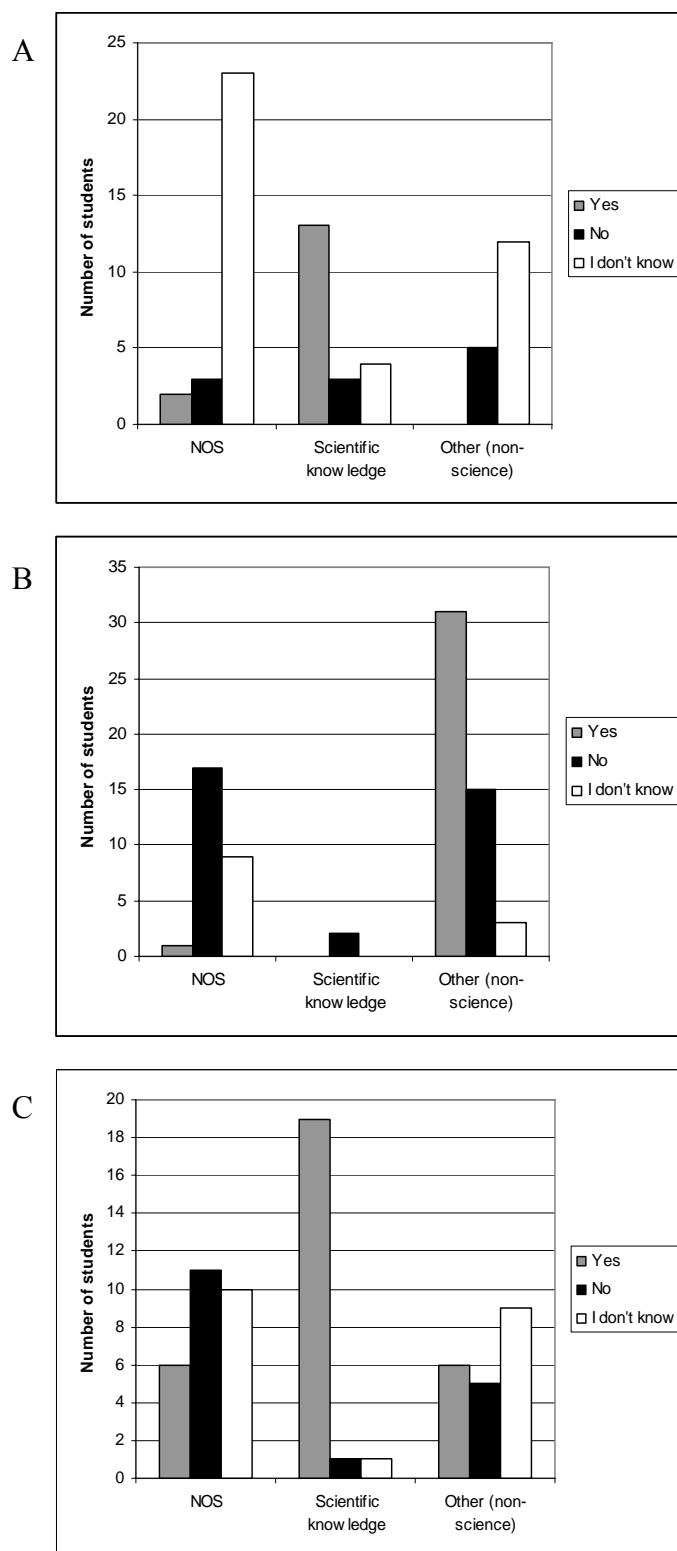 A
Number of students
25
20
15
10
5
0
NOS
Scientific
know ledge
Other (non-
science)
Yes
No
I don't know
B
Number of students
35
30
25
20
15
10
5
0
NOS
Scientific
know ledge
Other (non-
science)
Yes
No
I don't know
C
Number of students
20
18
16
14
12
10
8
6
4
2
0
NOS
Scientific
know ledge
Other (non-
science)
Yes
No
I don't know